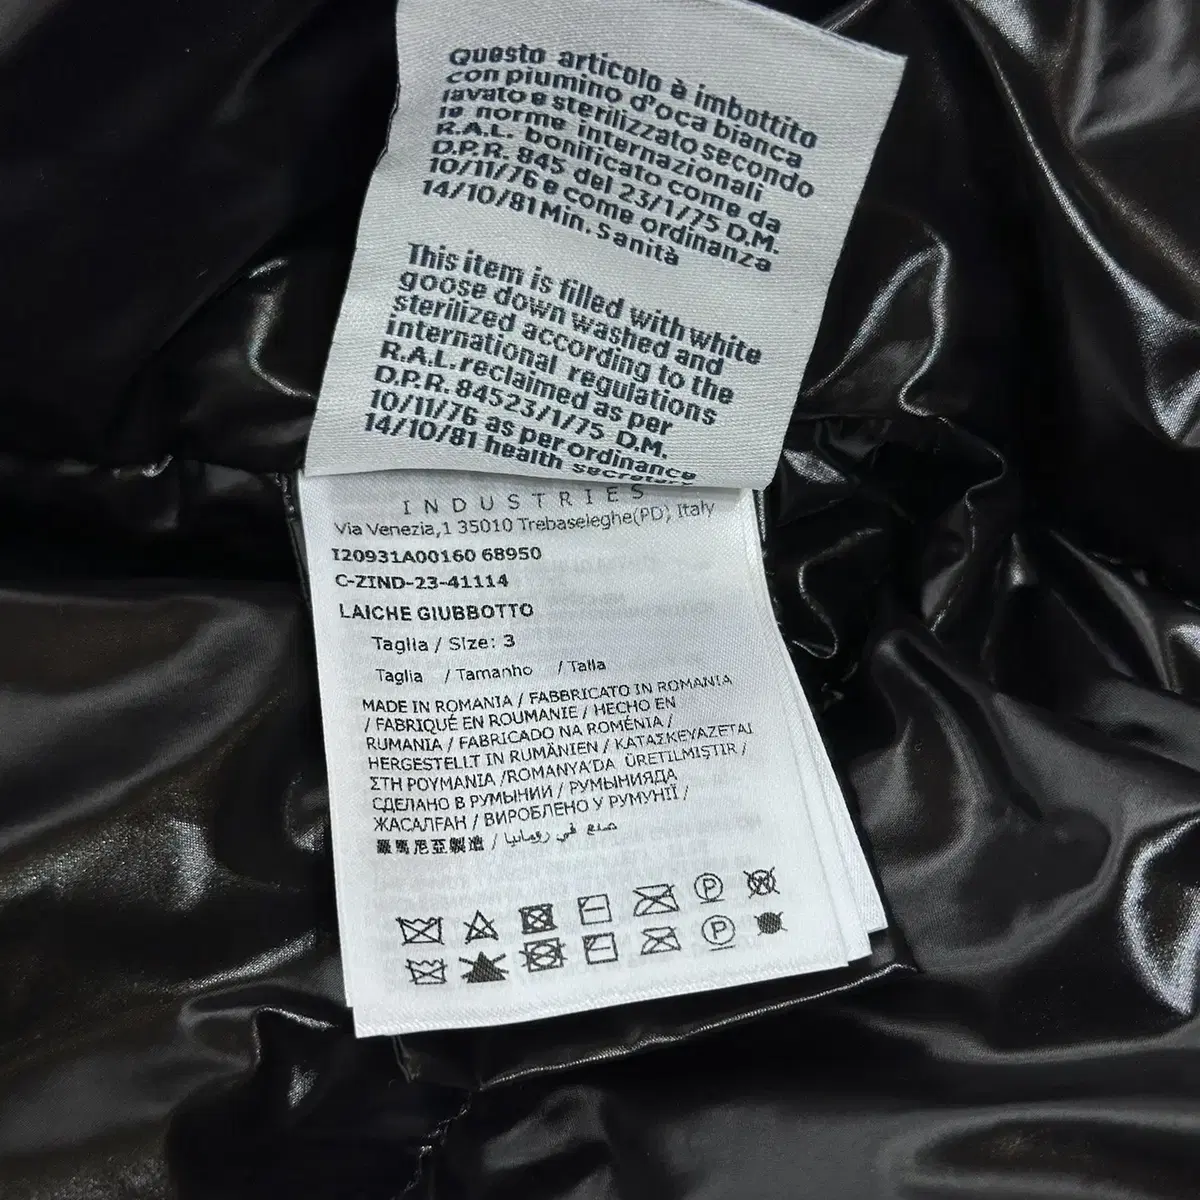 Questo articolo è imbottito
con piumino d'oca bianca
lavato e sterilizzato secondo
le norme internazionali
R.A.L. bonificato come da
D.P.R. 845 del 23/1/75 D.M.
10/11/76 e come ordinanza
14/10/81 Min. Sanità
This item is filled with white
goose down washed and
sterilized according to the
international regulations
R.A.L. reclaimed as per
D.P.R. 84523/1/75 D.M.
10/11/76 as per ordinance
14/10/81 health secretary
INDUSTRIES
Via Venezia,1 35010 Trebaseleghe(PD) Italy
I20931A00160 68950
C-ZIND-23-41114
LAICHE GIUBBOTTO
Taglia / Size: 3
Taglia / Tamanho / Talla
MADE IN ROMANIA / FABBRICATO IN ROMANIA
/ FABRIQUÉ EN ROUMANIE / HECHO EN
RUMANIA / FABRICADO NA ROMÉNIA /
HERGESTELLT IN RUMÄNIEN / ΚΑΤΑΣΚΕΥΑΖΕΤΑΙ
ΣΤΗ ΡΟΥΜΑΝΙΑ /ROMANYA'DA ÜRETİLMİŞTİR /
СДЕЛАНО В РУМЫНИИ / РУМЫНИЯДА
ЖАСАЛҒАН / ВИРОБЛЕНО У РУМУНІЇ /
羅馬尼亞製造 / صنع في رومانيا